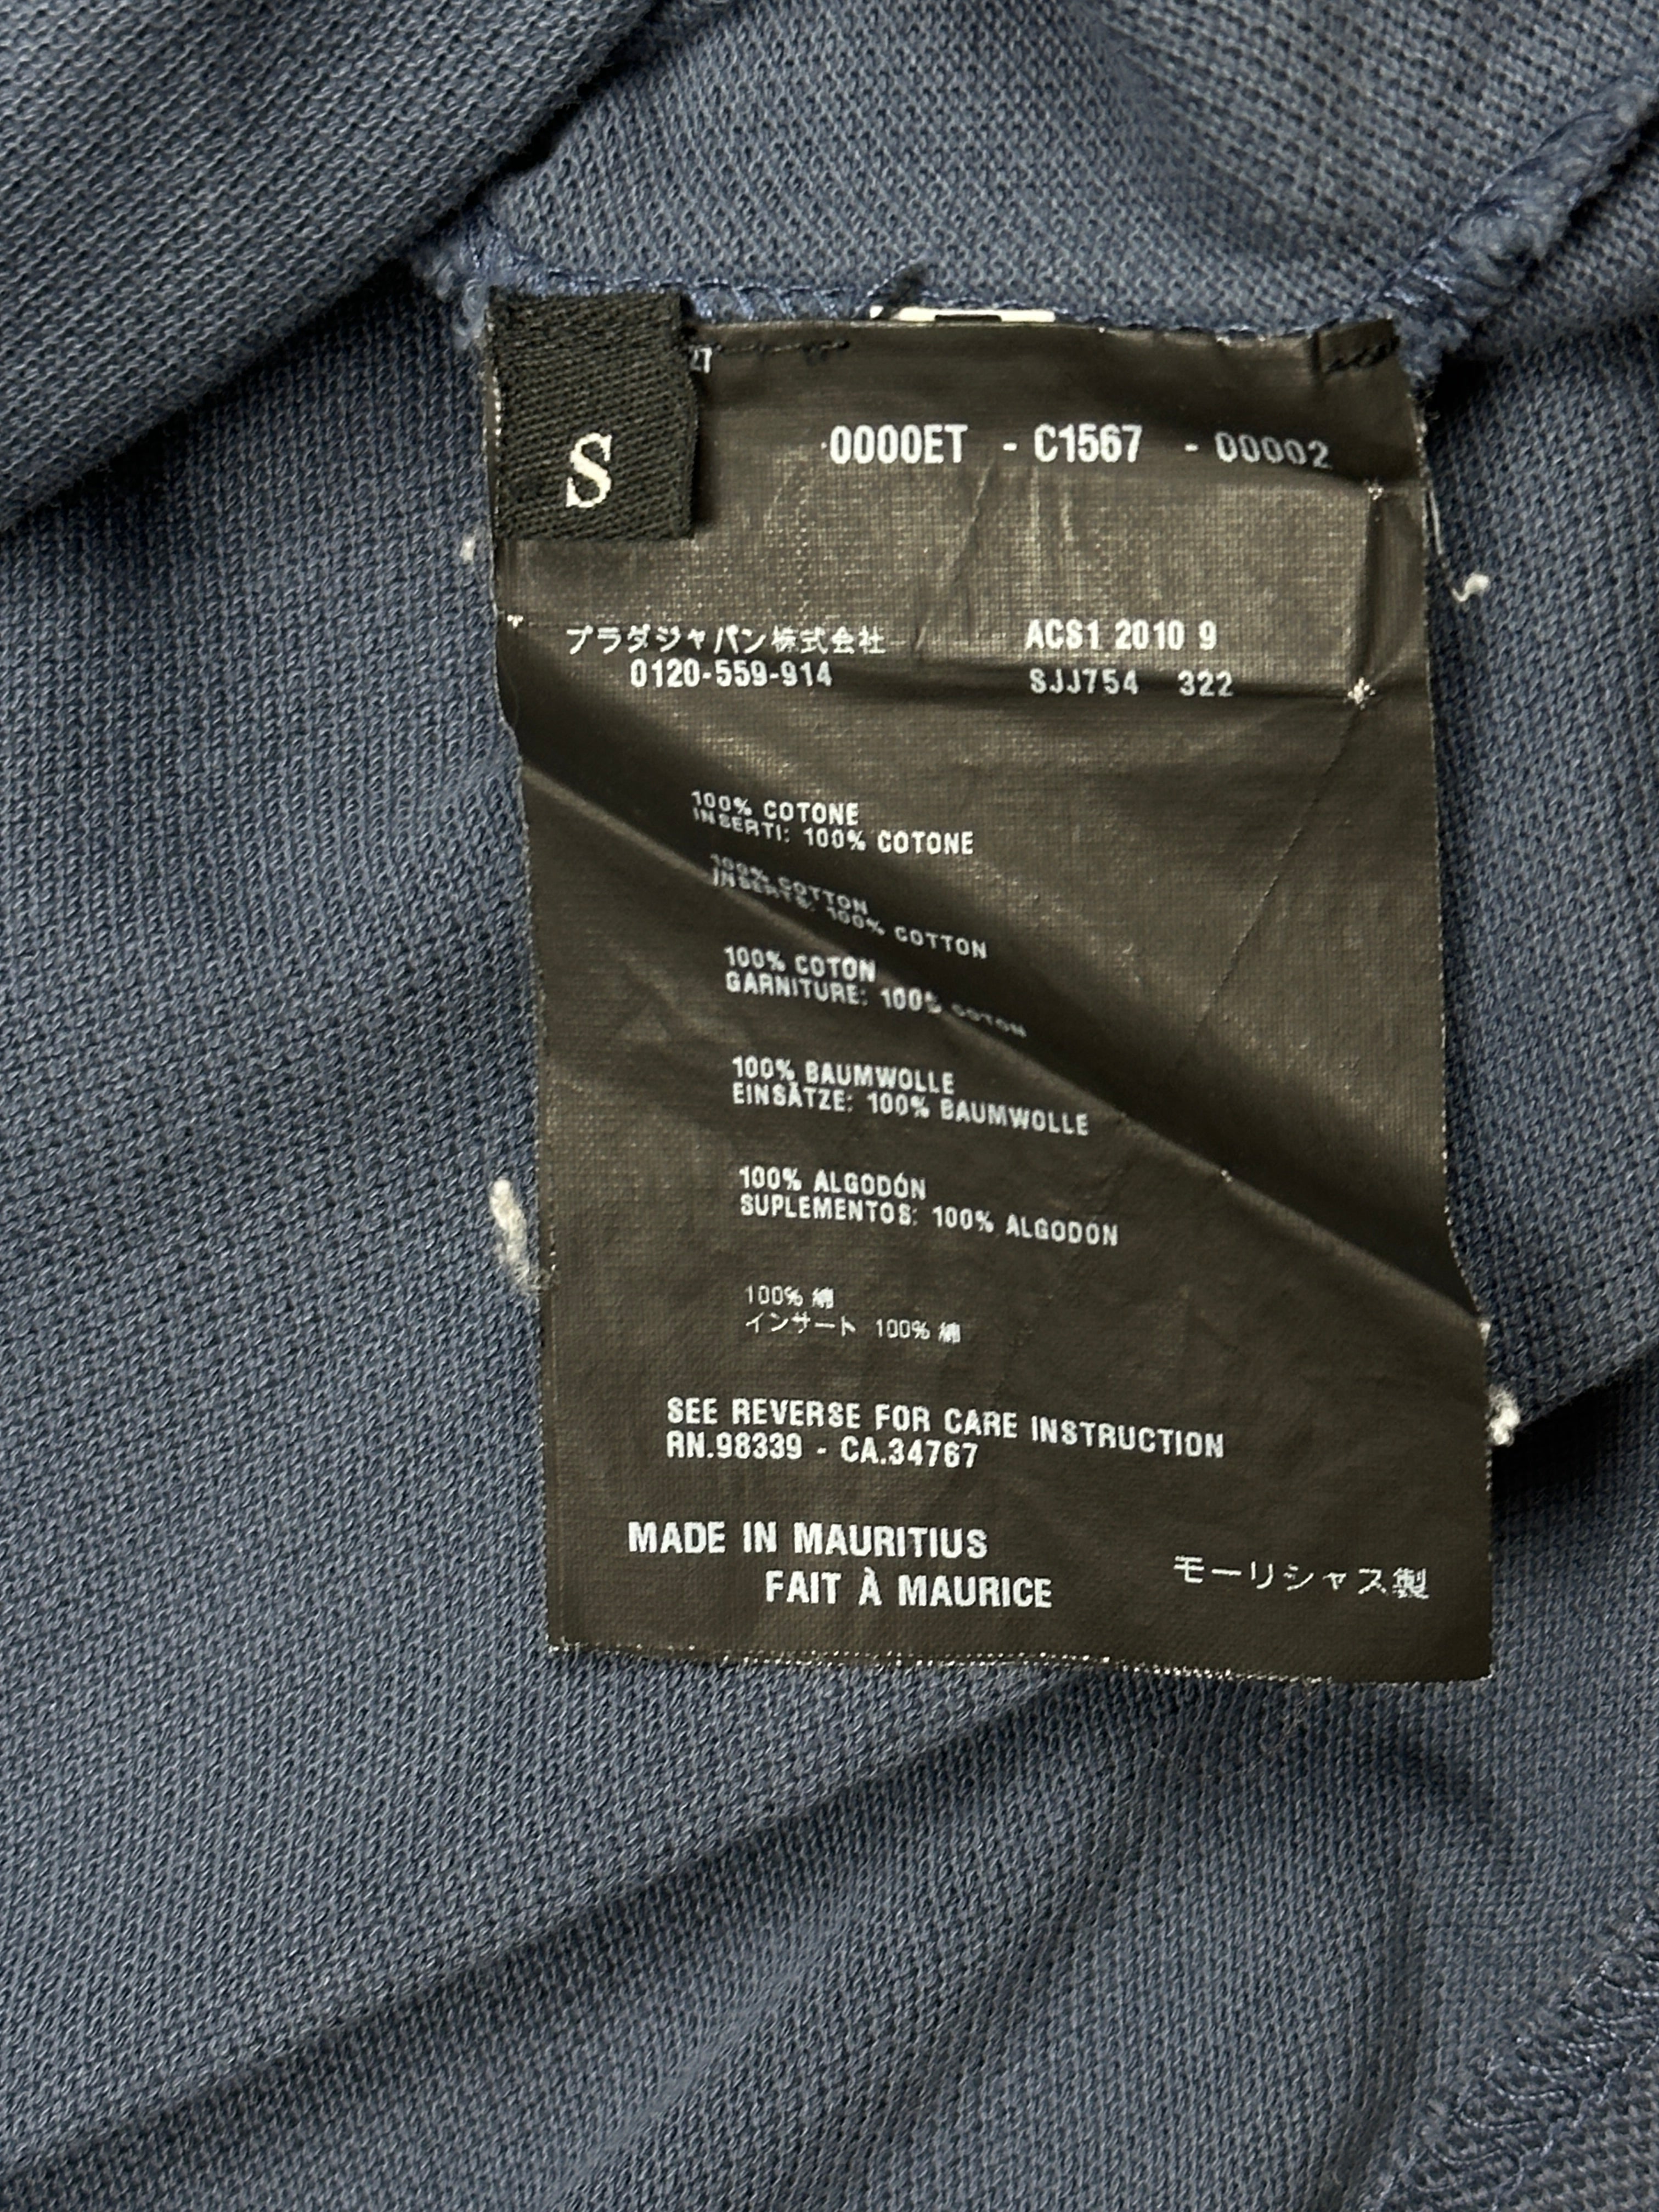 S
0000ET - C1567 - 00002
プラダジャパン株式会社
0120-559-914
ACS1 2010 9
SJJ754 322
100% COTONE
INSERTI: 100% COTONE
100% COTTON
INSERTS: 100% COTTON
100% COTON
GARNITURE: 100% COTON
100% BAUMWOLLE
EINSÄTZE: 100% BAUMWOLLE
100% ALGODÓN
SUPLEMENTOS: 100% ALGODÓN
100% 綿
インサート 100% 綿
SEE REVERSE FOR CARE INSTRUCTION
RN.98339 - CA.34767
MADE IN MAURITIUS
FAIT À MAURICE
モーリシャス製